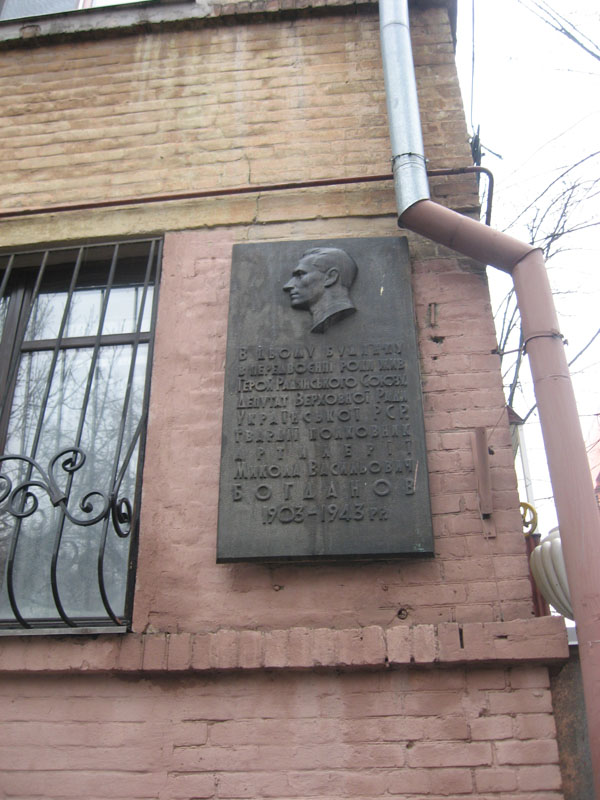 В ЦЬОМУ БУДИНКУ
В ПЕРЕДВОЄННІ РОКИ ЖИВ
ГЕРОЙ РАДЯНСЬКОГО СОЮЗУ,
ДЕПУТАТ ВЕРХОВНОЇ РАДИ
УКРАЇНСЬКОЇ РСР,
ГВАРДІЇ ПОЛКОВНИК
АРТИЛЕРІЇ
МИКОЛА ВАСИЛЬОВИЧ
БОГДАНОВ
1903-1943 РР.